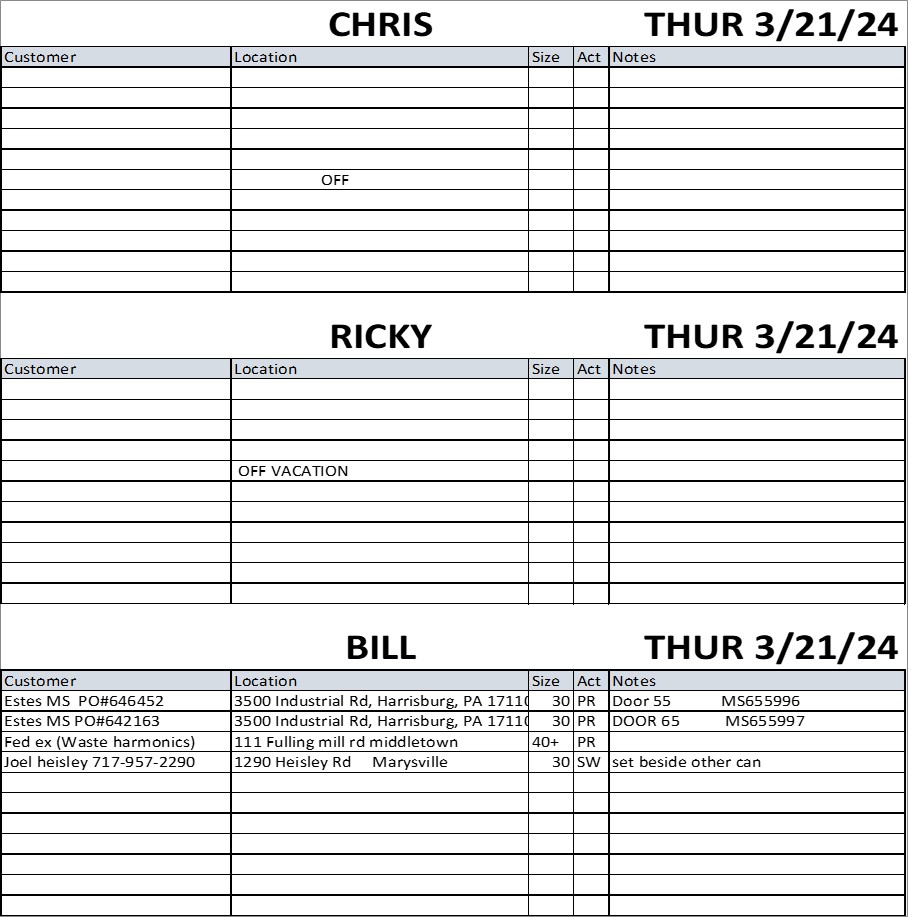 CHRIS THUR 3/21/24
Customer Location Size Act Notes
OFF
RICKY THUR 3/21/24
Customer Location Size Act Notes
OFF VACATION
BILL THUR 3/21/24
Customer Location Size Act Notes
Estes MS PO#646452 3500 Industrial Rd, Harrisburg, PA 17110 30 PR Door 55 MS655996
Estes MS PO#642163 3500 Industrial Rd, Harrisburg, PA 17110 30 PR DOOR 65 MS655997
Fed ex (Waste harmonics) 111 Fulling mill rd middletown 40+ PR
Joel heisley 717-957-2290 1290 Heisley Rd Marysville 30 SW set beside other can